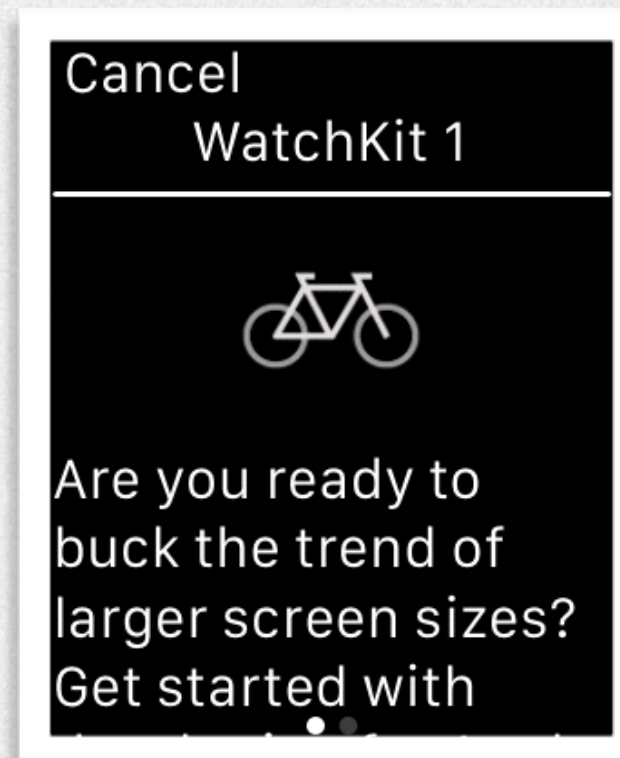 Cancel
WatchKit 1
Are you ready to
buck the trend of
larger screen sizes?
Get started with